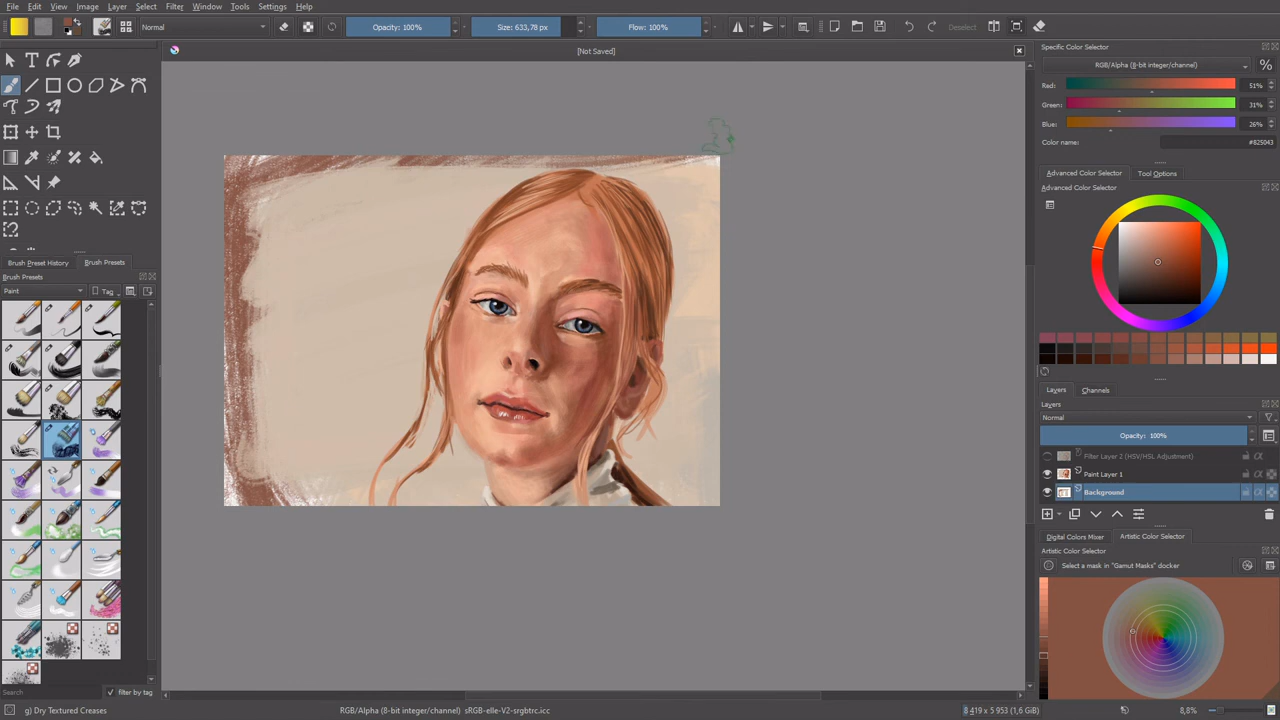 File Edit View Image Layer Select Filter Window Tools Settings Help
Normal
Opacity: 100%
Size: 633,78 px
Flow: 100%
Deselect
[Not Saved]
Specific Color Selector
RGB/Alpha (8-bit integer/channel)
%
Red: 51%
Green: 31%
Blue: 26%
Color name: #825043
Advanced Color Selector Tool Options
Advanced Color Selector
Brush Preset History Brush Presets
Brush Presets
Paint
Tag
Layers Channels
Layers
Normal
Opacity: 100%
Filter Layer 2 (HSV/HSL Adjustment)
Paint Layer 1
Background
Digital Colors Mixer Artistic Color Selector
Artistic Color Selector
Select a mask in "Gamut Masks" docker
Search
filter by tag
g) Dry Textured Creases
RGB/Alpha (8-bit integer/channel) sRGB-elle-V2-srgbtrc.icc
8 419 x 5 953 (1,6 GiB)
8,8%